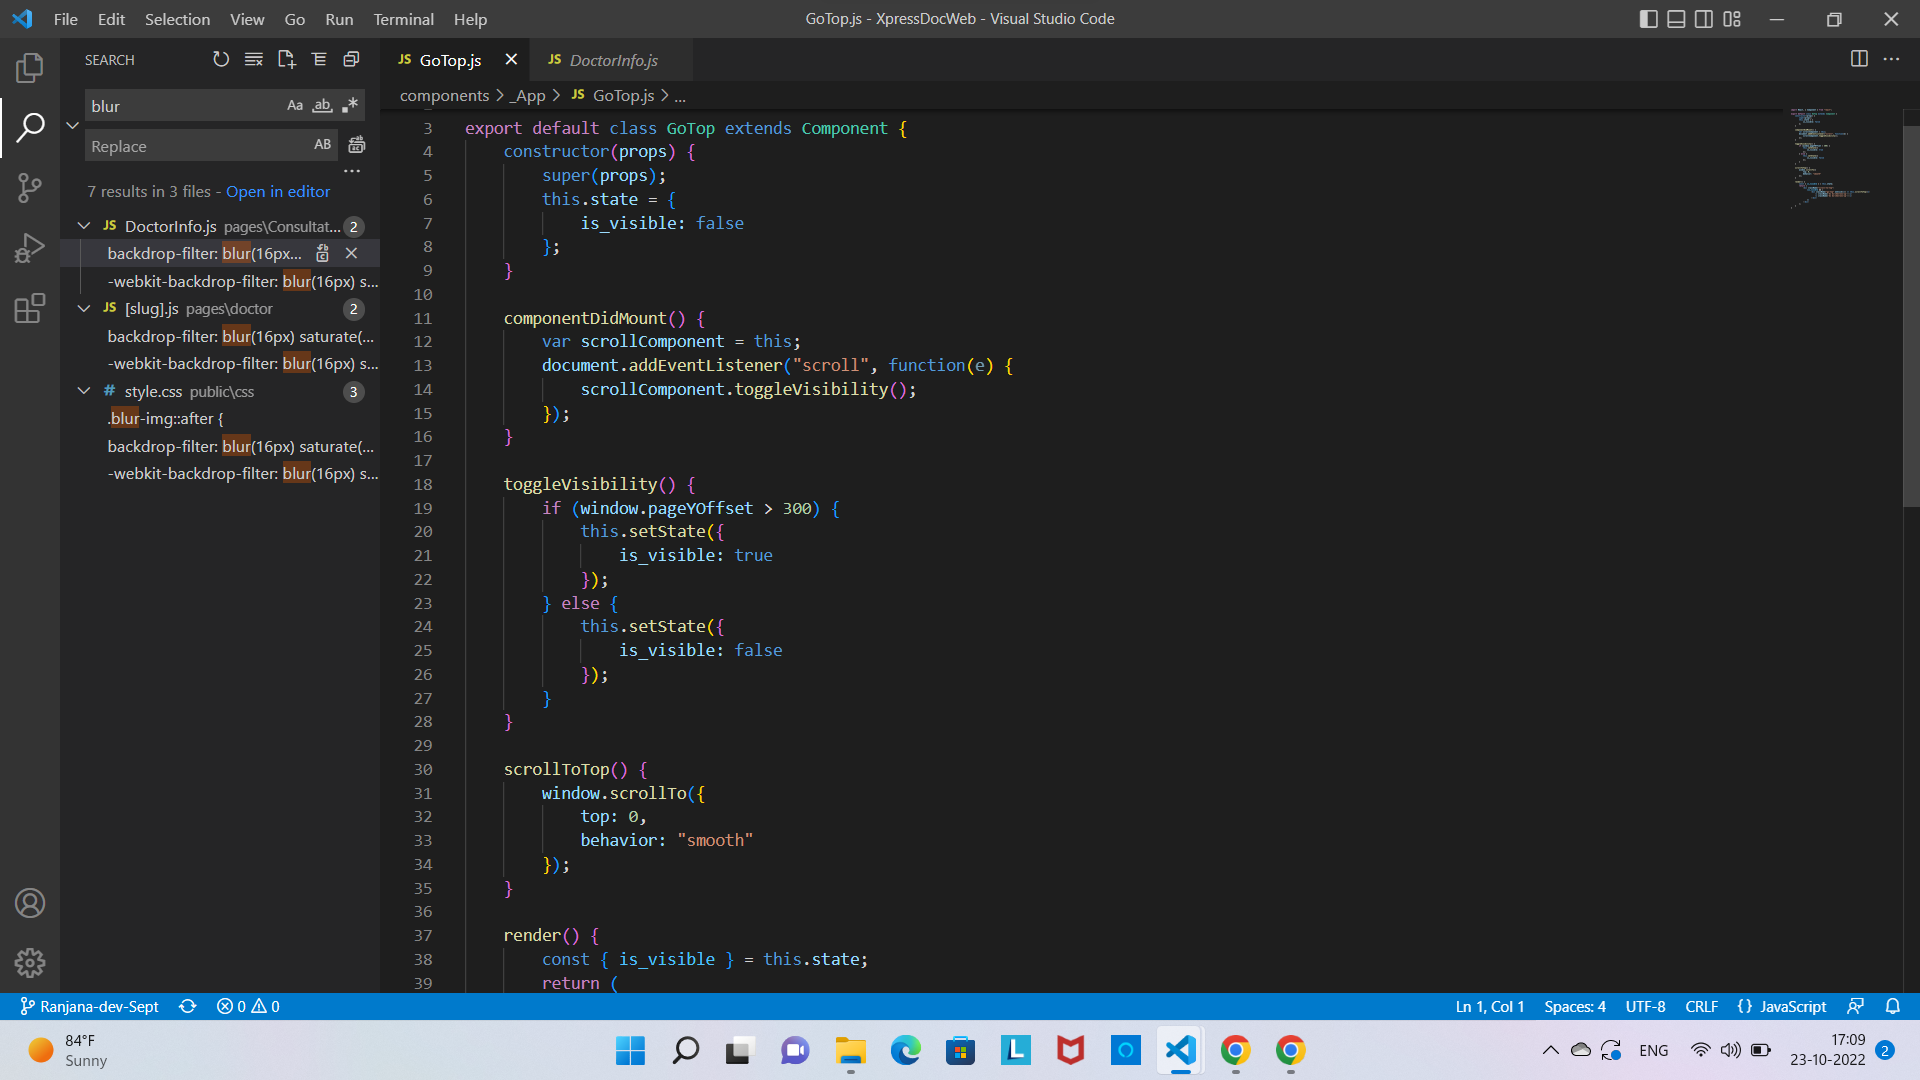 File Edit Selection View Go Run Terminal Help
GoTop.js - XpressDocWeb - Visual Studio Code
SEARCH
blur
Aa ab
Replace
AB
7 results in 3 files - Open in editor
JS DoctorInfo.js pages\Consultat... 2
backdrop-filter: blur(16px...
-webkit-backdrop-filter: blur(16px) s...
JS [slug].js pages\doctor 2
backdrop-filter: blur(16px) saturate(...
-webkit-backdrop-filter: blur(16px) s...
# style.css public\css 3
.blur-img::after {
backdrop-filter: blur(16px) saturate(...
-webkit-backdrop-filter: blur(16px) s...
JS GoTop.js
JS DoctorInfo.js
components > _App > JS GoTop.js > ...
3 export default class GoTop extends Component {
4 constructor(props) {
5 super(props);
6 this.state = {
7 is_visible: false
8 };
9 }
10
11 componentDidMount() {
12 var scrollComponent = this;
13 document.addEventListener("scroll", function(e) {
14 scrollComponent.toggleVisibility();
15 });
16 }
17
18 toggleVisibility() {
19 if (window.pageYOffset > 300) {
20 this.setState({
21 is_visible: true
22 });
23 } else {
24 this.setState({
25 is_visible: false
26 });
27 }
28 }
29
30 scrollToTop() {
31 window.scrollTo({
32 top: 0,
33 behavior: "smooth"
34 });
35 }
36
37 render() {
38 const { is_visible } = this.state;
39 return (
Ranjana-dev-Sept 0 0
Ln 1, Col 1 Spaces: 4 UTF-8 CRLF {} JavaScript
84°F
Sunny
ENG
17:09
23-10-2022
2